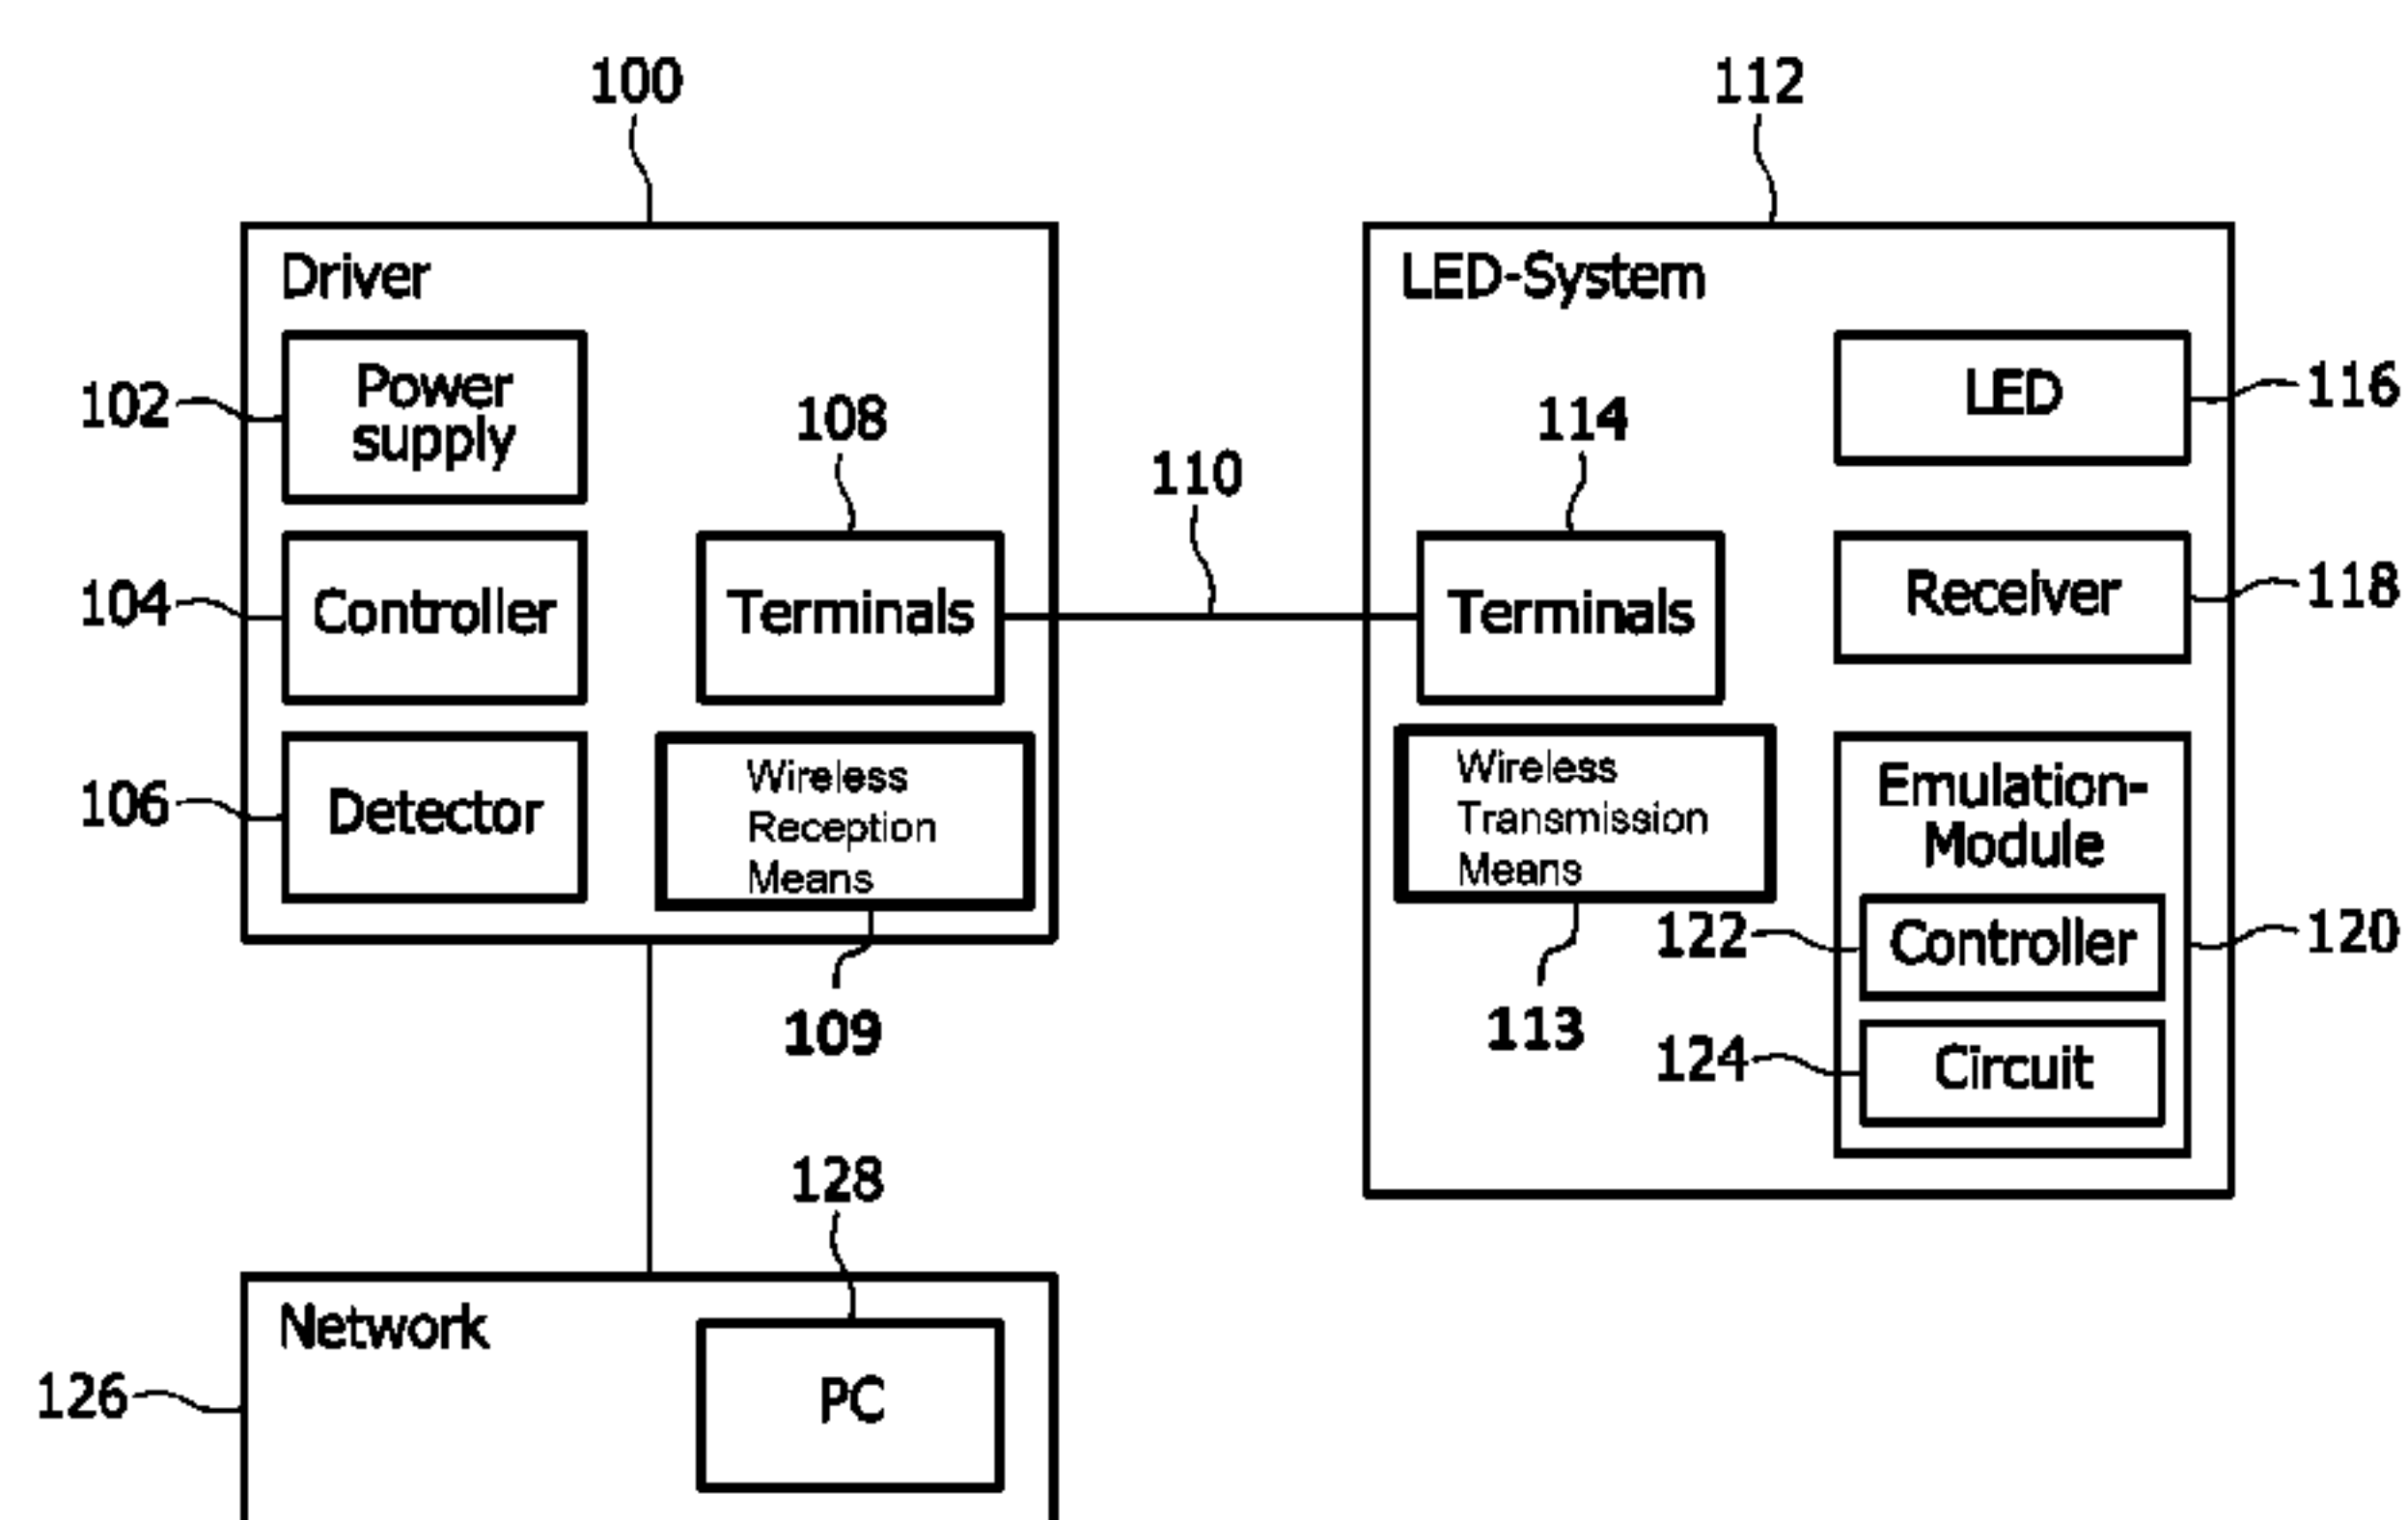 100
112
Driver
LED-System
Power
supply
102
LED
116
108
114
110
Controller
104
Terminals
Terminals
Receiver
118
Detector
106
Wireless
Reception
Means
Wireless
Transmission
Means
Emulation-
Module
122
Controller
120
109
113
124
Circuit
128
Network
126
PC